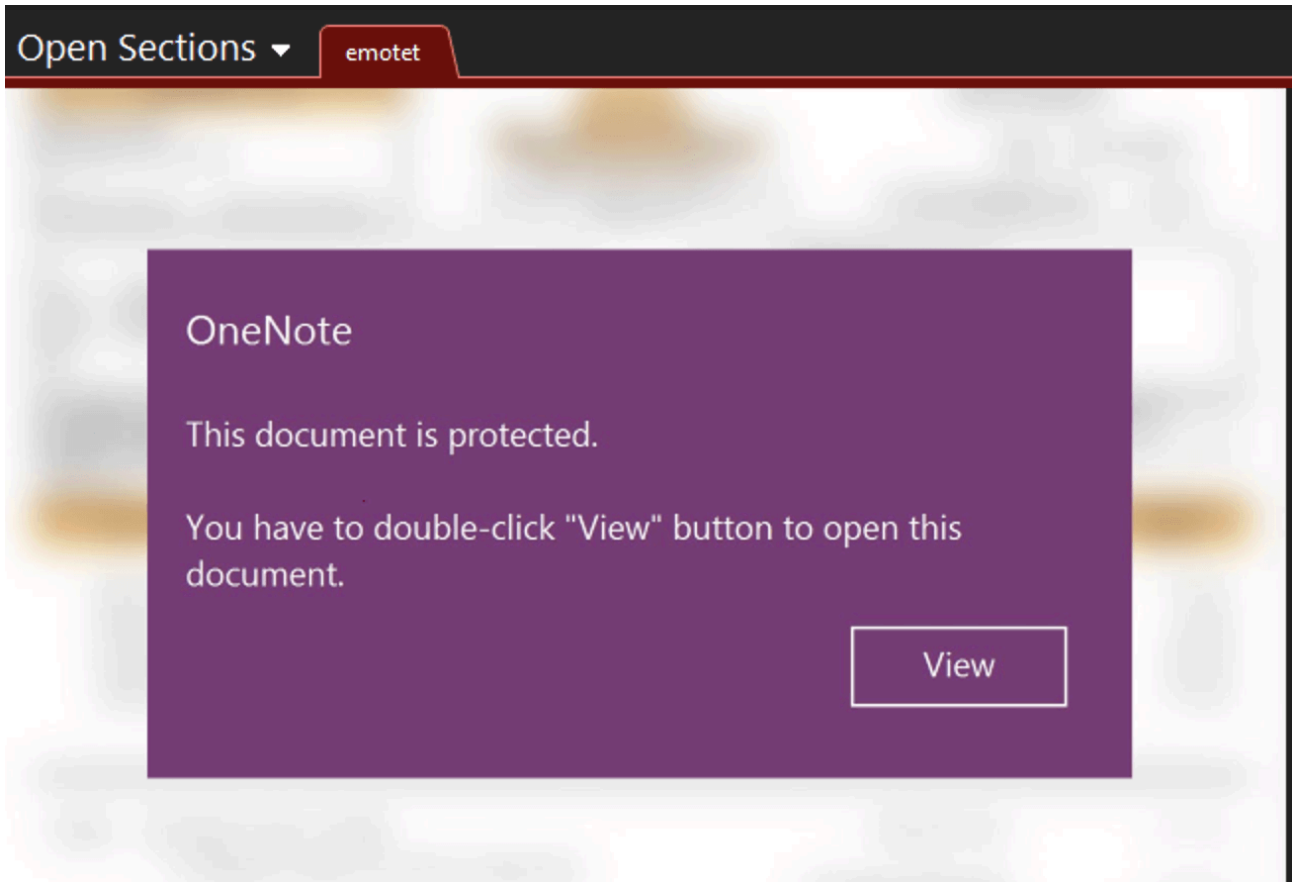 Open Sections
emotet
OneNote
This document is protected.
You have to double-click "View" button to open this
document.
View